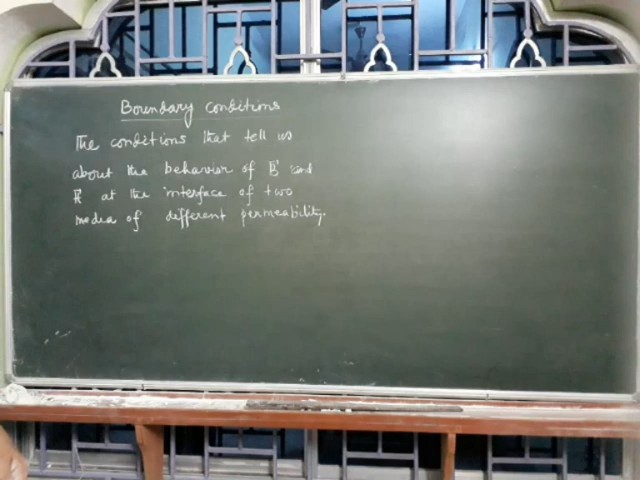 Boundary conditions
The conditions that tell us
about the behavior of B⃗ and
H⃗ at the interface of two
media of different permeability.